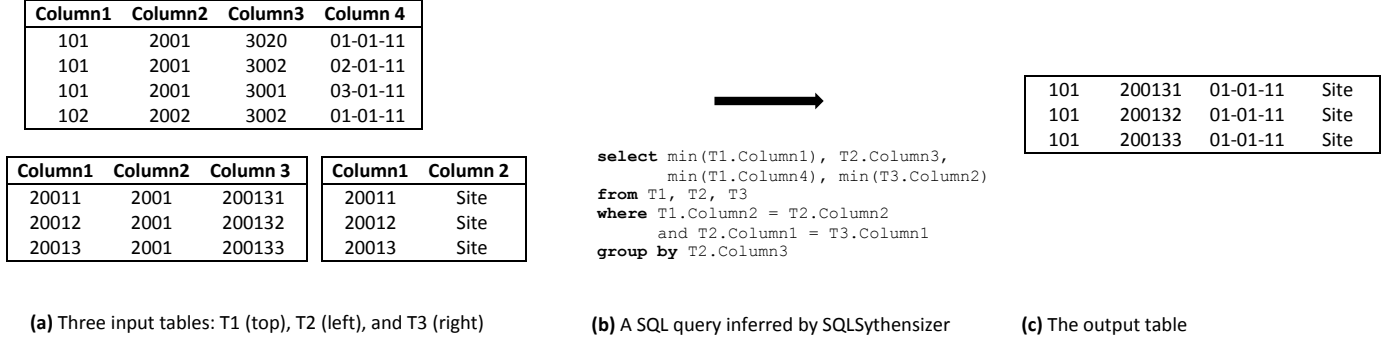 Column1 Column2 Column3 Column 4
101 2001 3020 01-01-11
101 2001 3002 02-01-11
101 2001 3001 03-01-11
102 2002 3002 01-01-11
Column1 Column2 Column 3
20011 2001 200131
20012 2001 200132
20013 2001 200133
Column1 Column 2
20011 Site
20012 Site
20013 Site
(a) Three input tables: T1 (top), T2 (left), and T3 (right)
select min(T1.Column1), T2.Column3,
min(T1.Column4), min(T3.Column2)
from T1, T2, T3
where T1.Column2 = T2.Column2
and T2.Column1 = T3.Column1
group by T2.Column3
(b) A SQL query inferred by SQLSythensizer
101 200131 01-01-11 Site
101 200132 01-01-11 Site
101 200133 01-01-11 Site
(c) The output table